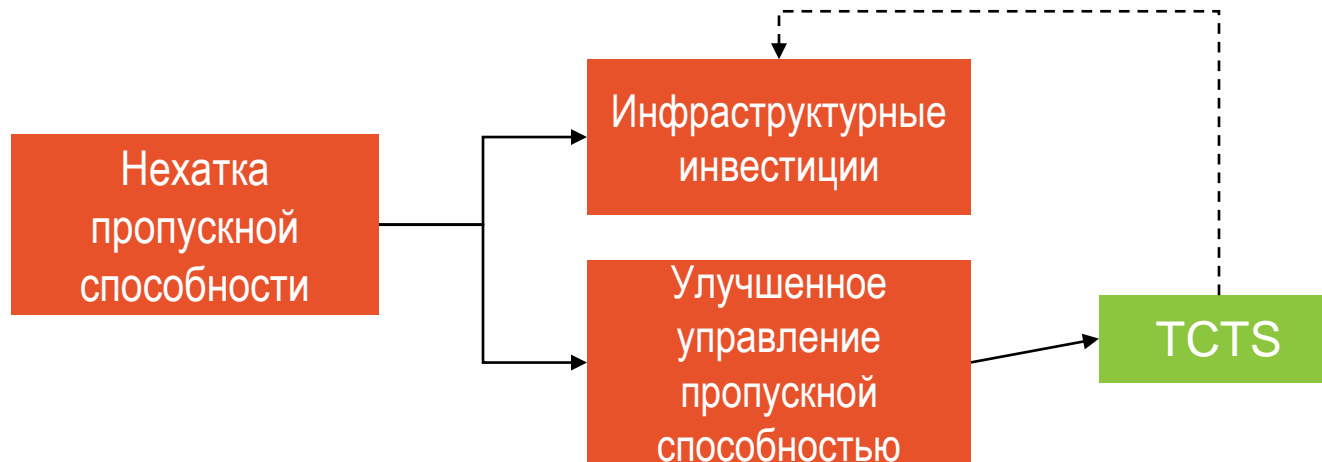 Нехатка
пропускной
способности
Инфраструктурные
инвестиции
Улучшенное
управление
пропускной
способностью
TCTS